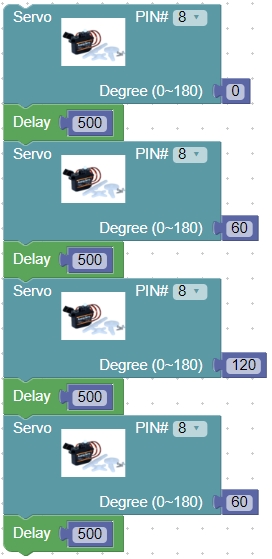 Servo PIN# 8
Degree (0~180) 0
Delay 500
Servo PIN# 8
Degree (0~180) 60
Delay 500
Servo PIN# 8
Degree (0~180) 120
Delay 500
Servo PIN# 8
Degree (0~180) 60
Delay 500